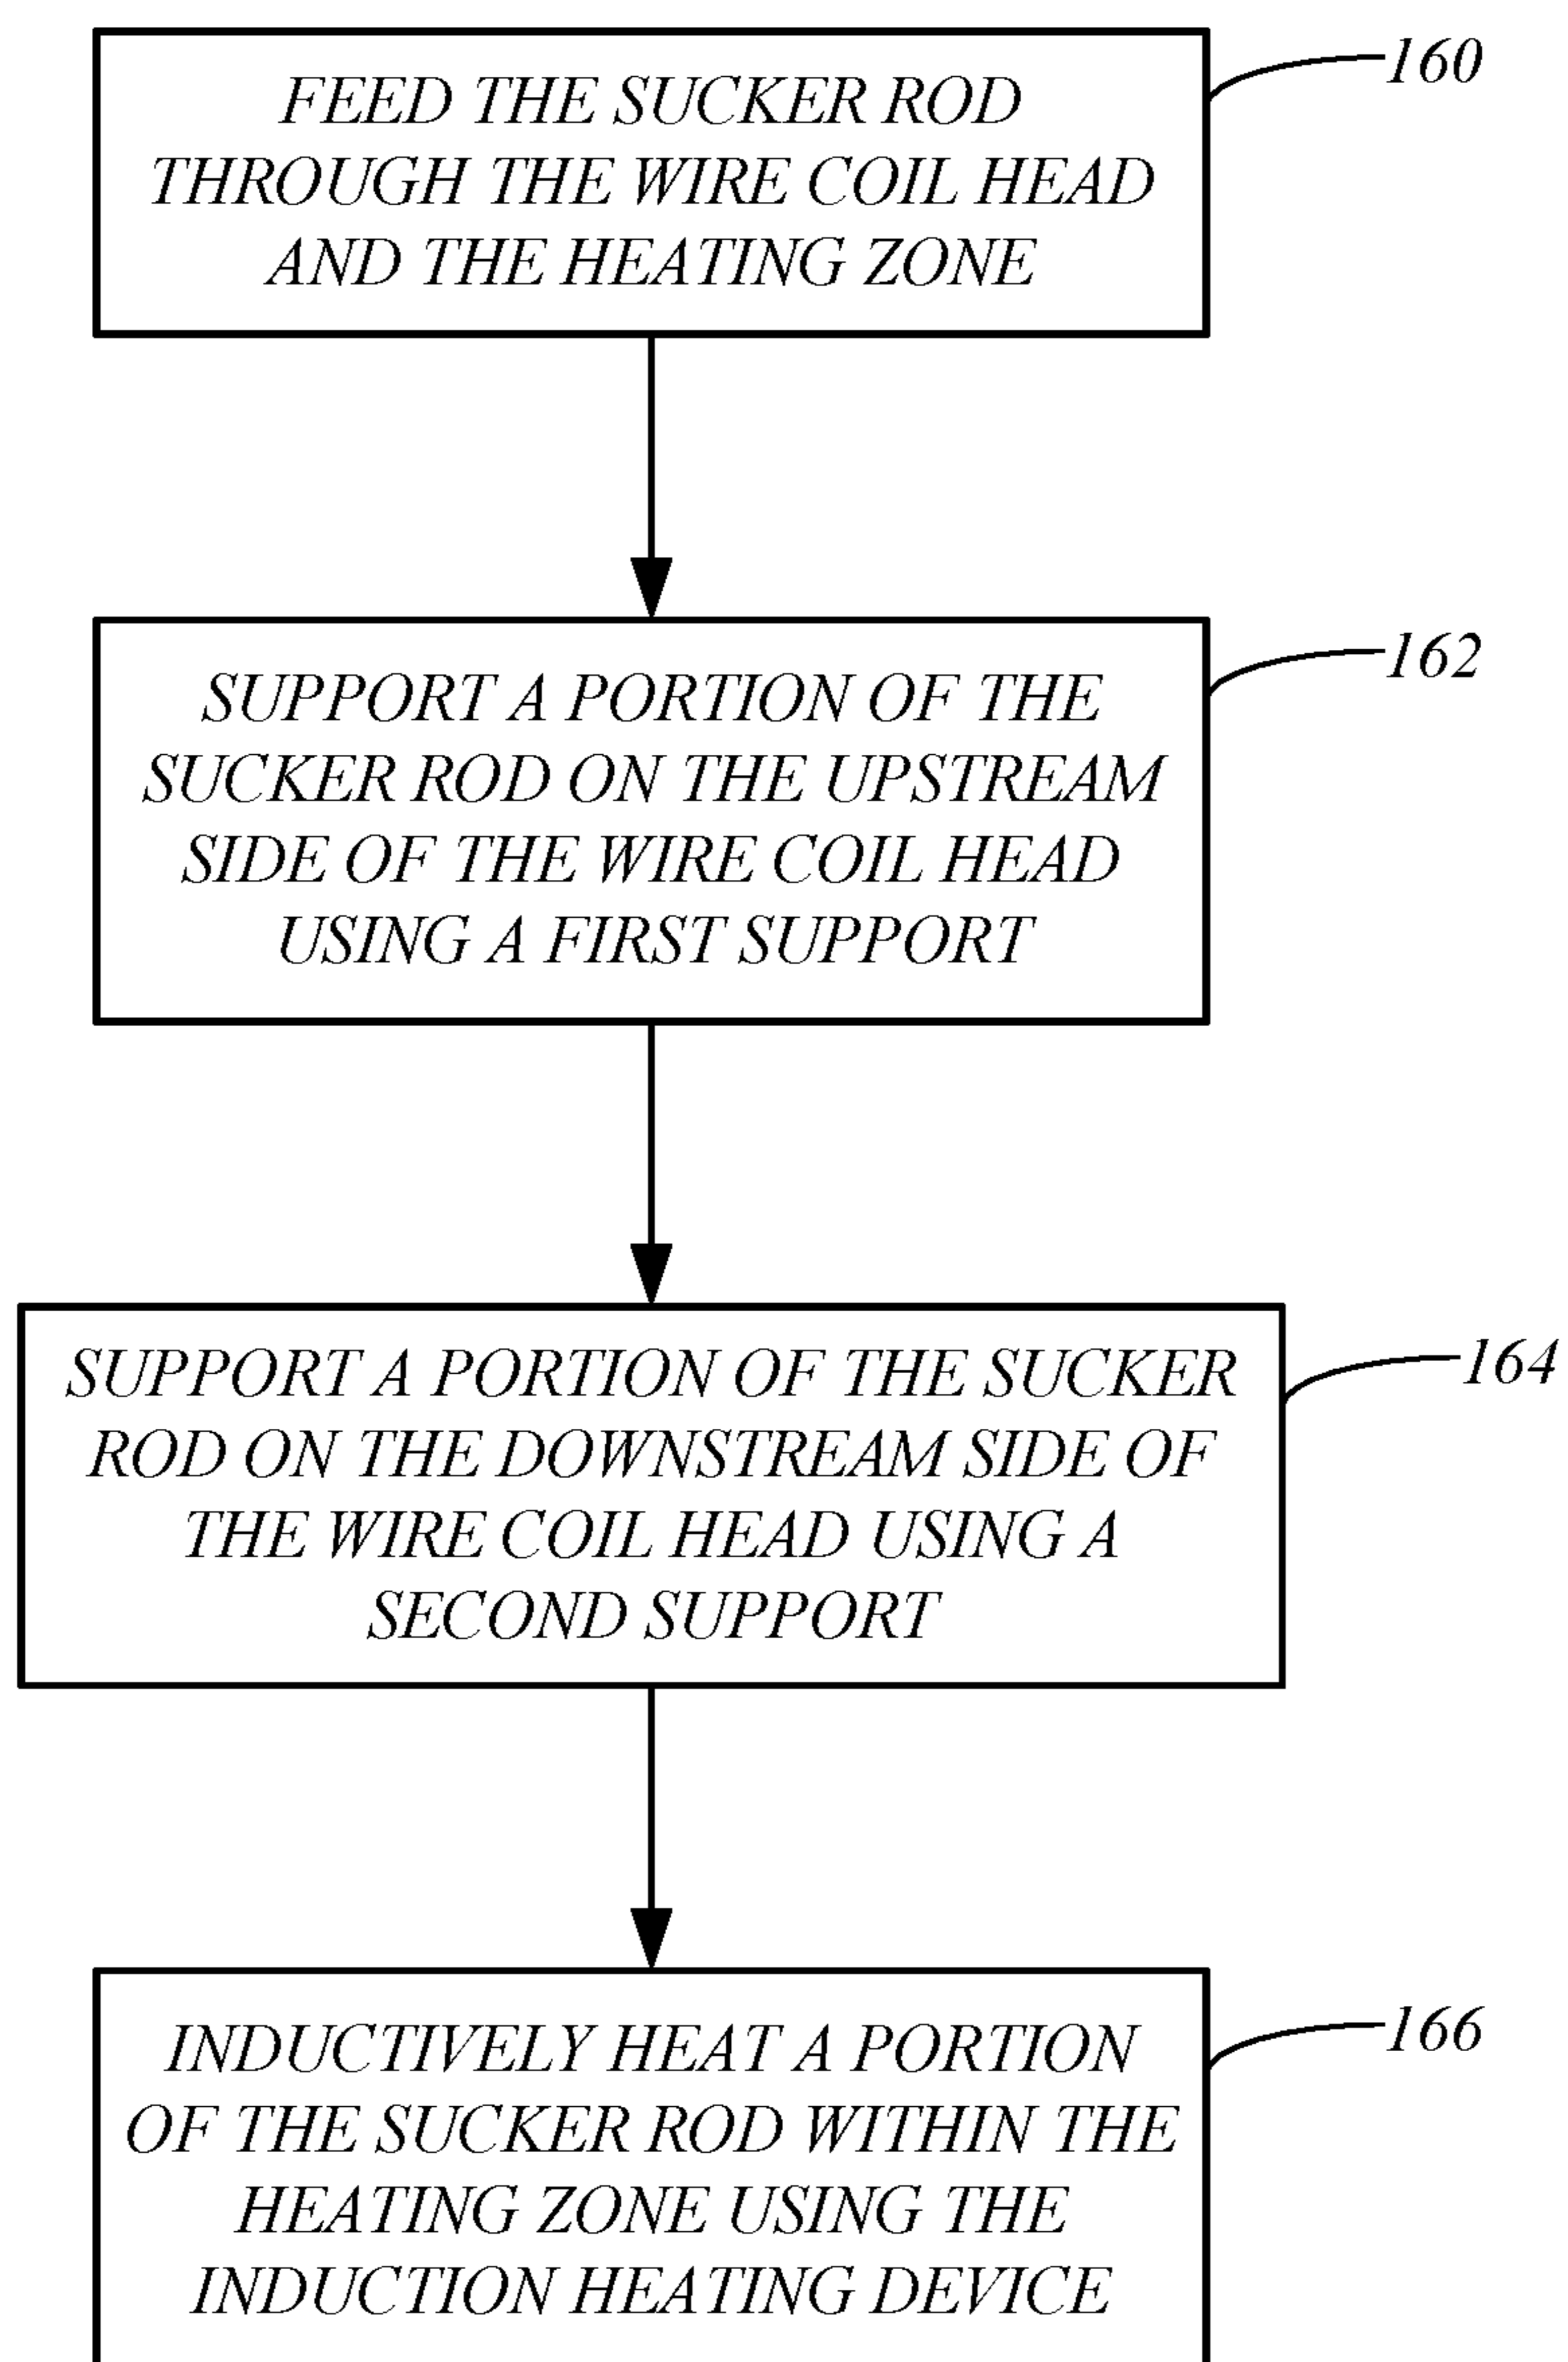 FEED THE SUCKER ROD
THROUGH THE WIRE COIL HEAD
AND THE HEATING ZONE
160
SUPPORT A PORTION OF THE
SUCKER ROD ON THE UPSTREAM
SIDE OF THE WIRE COIL HEAD
USING A FIRST SUPPORT
162
SUPPORT A PORTION OF THE SUCKER
ROD ON THE DOWNSTREAM SIDE OF
THE WIRE COIL HEAD USING A
SECOND SUPPORT
164
INDUCTIVELY HEAT A PORTION
OF THE SUCKER ROD WITHIN THE
HEATING ZONE USING THE
INDUCTION HEATING DEVICE
166